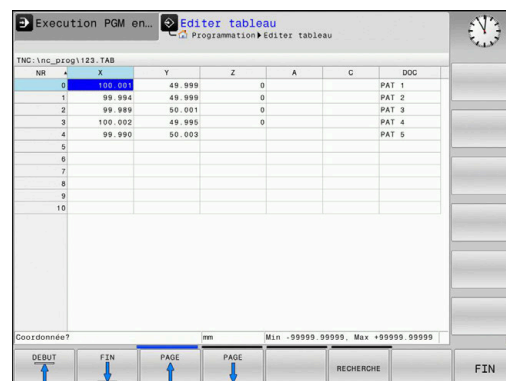 Execution PGM en...
Editer tableau
Programmation Editer tableau
TNC:\nc_prog\123.TAB
NR X Y Z A C DOC
0 100.001 49.999 0 PAT 1
1 99.994 49.999 0 PAT 2
2 99.989 50.001 0 PAT 3
3 100.002 49.995 0 PAT 4
4 99.990 50.003 PAT 5
5
6
7
8
9
10
Coordonnée? mm Min -99999.99999, Max +99999.99999
DEBUT FIN PAGE PAGE RECHERCHE FIN